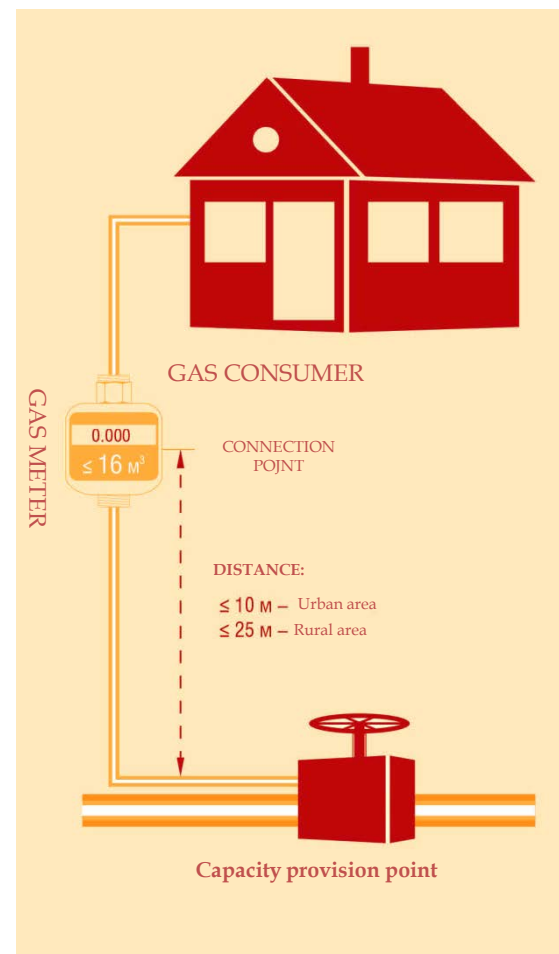 GAS CONSUMER
GAS METER
0.000
≤ 16 м³
CONNECTION
POJNT
DISTANCE:
≤ 10 м – Urban area
≤ 25 м – Rural area
Capacity provision point